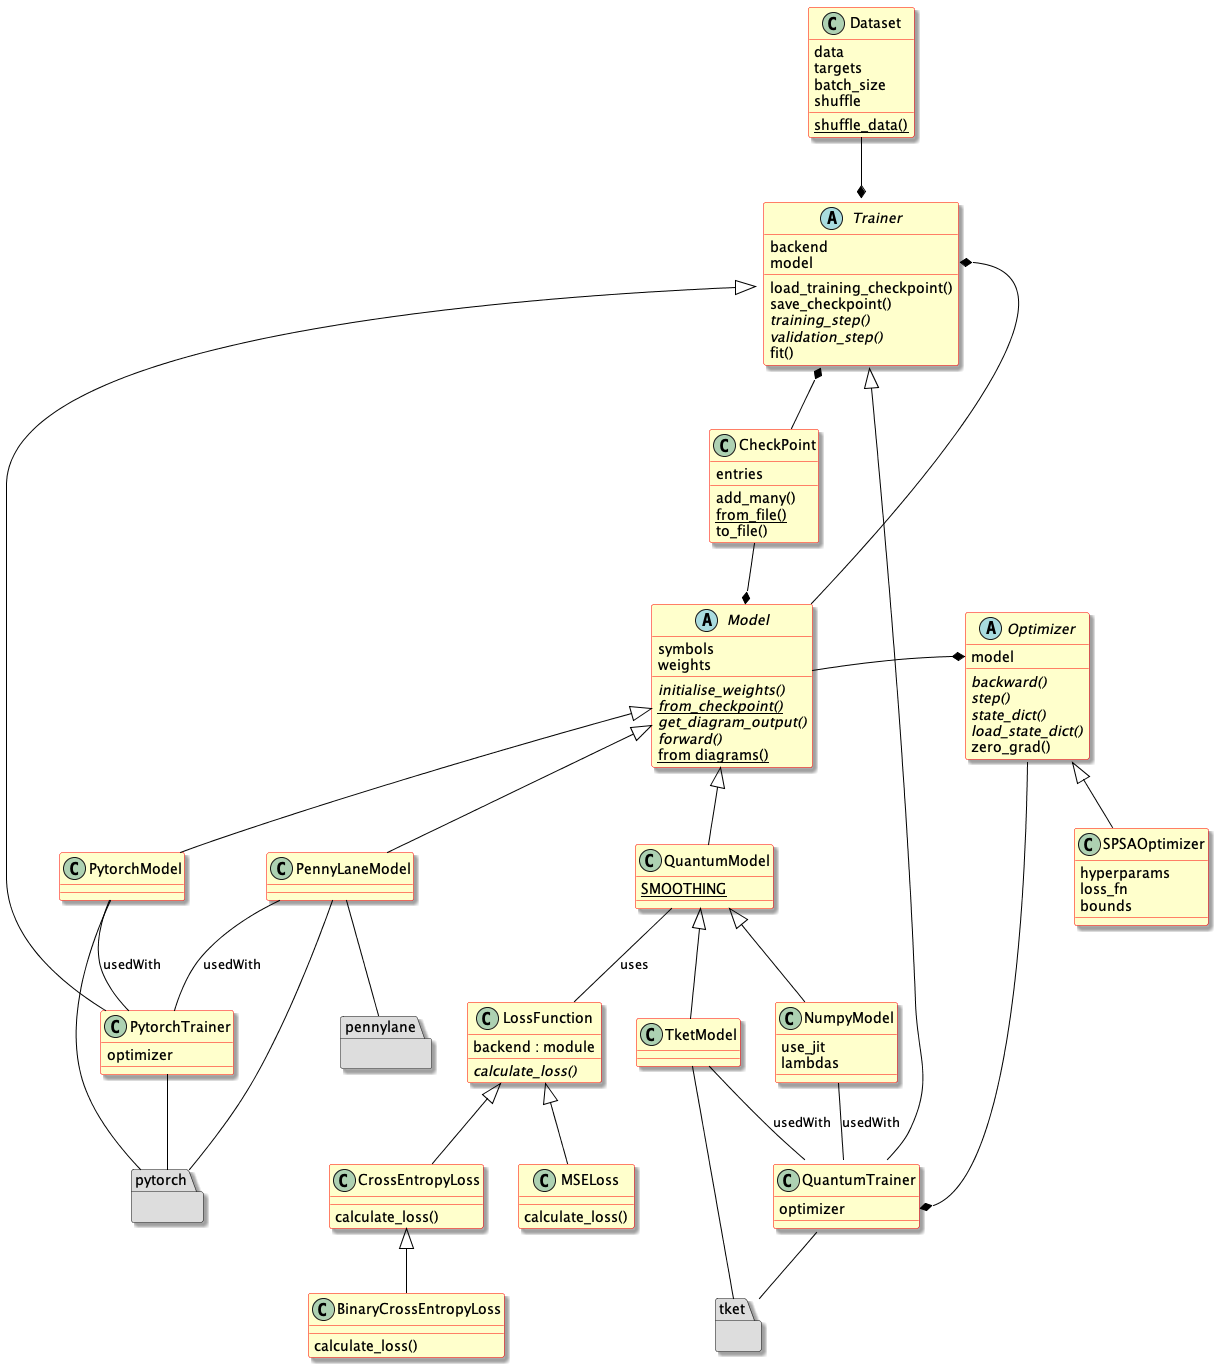 C Dataset
data
targets
batch_size
shuffle
shuffle_data()
A Trainer
backend
model
load_training_checkpoint()
save_checkpoint()
training_step()
validation_step()
fit()
C CheckPoint
entries
add_many()
from_file()
to_file()
A Model
symbols
weights
initialise_weights()
from_checkpoint()
get_diagram_output()
forward()
from diagrams()
A Optimizer
model
backward()
step()
state_dict()
load_state_dict()
zero_grad()
C PytorchModel
C PennyLaneModel
C QuantumModel
SMOOTHING
C SPSAOptimizer
hyperparams
loss_fn
bounds
usedWith
usedWith
uses
C PytorchTrainer
optimizer
pennylane
C LossFunction
backend : module
calculate_loss()
C TketModel
C NumpyModel
use_jit
lambdas
usedWith
usedWith
pytorch
C CrossEntropyLoss
calculate_loss()
C MSELoss
calculate_loss()
C QuantumTrainer
optimizer
C BinaryCrossEntropyLoss
calculate_loss()
tket